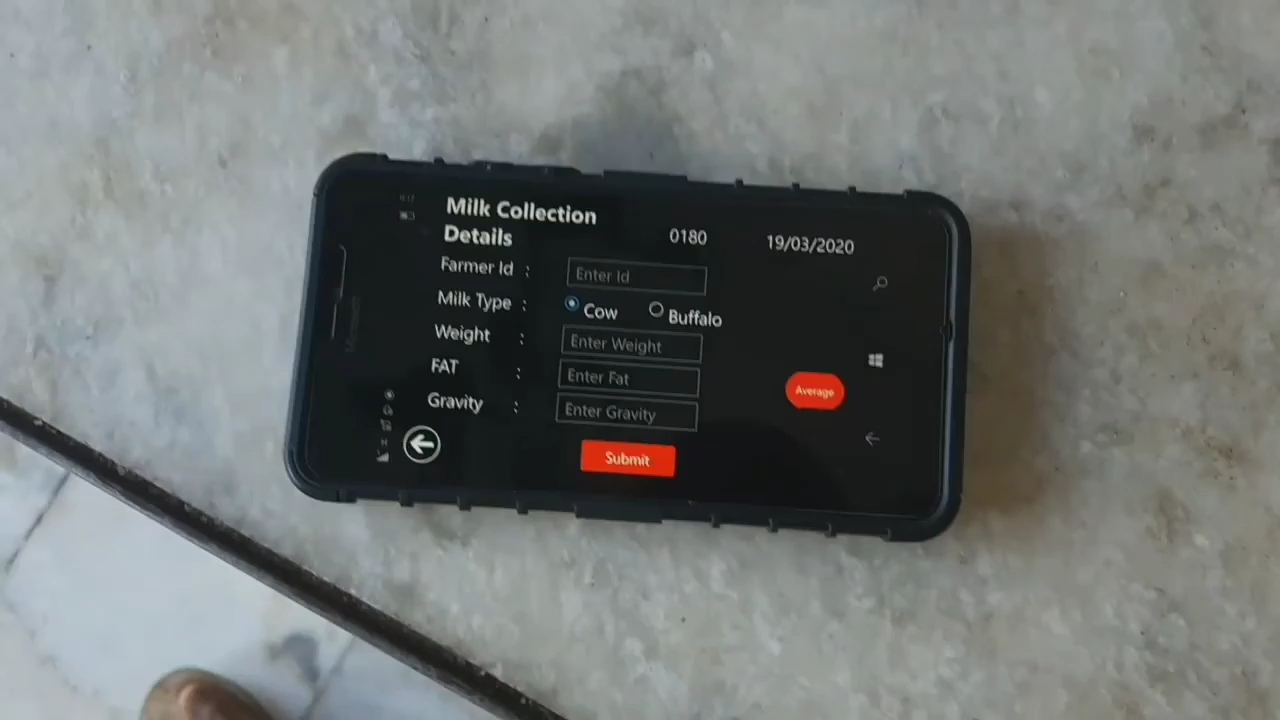 Milk Collection
Details
0180
19/03/2020
Farmer Id :
Enter Id
Milk Type :
Cow
Buffalo
Weight :
Enter Weight
FAT :
Enter Fat
Gravity :
Enter Gravity
Average
Submit
Microsoft